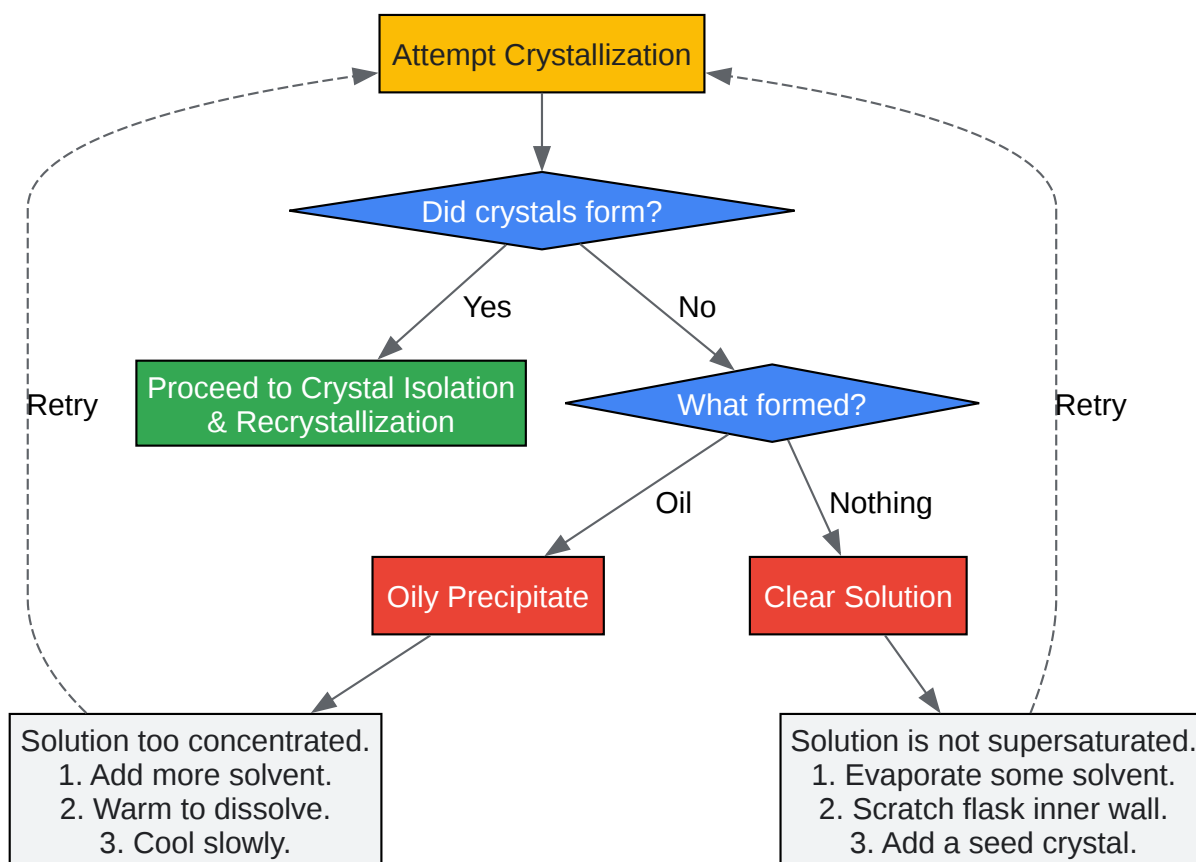 Attempt Crystallization
Did crystals form?
Yes
No
Proceed to Crystal Isolation
& Recrystallization
What formed?
Retry
Retry
Oil
Nothing
Oily Precipitate
Clear Solution
Solution too concentrated.
1. Add more solvent.
2. Warm to dissolve.
3. Cool slowly.
Solution is not supersaturated.
1. Evaporate some solvent.
2. Scratch flask inner wall.
3. Add a seed crystal.